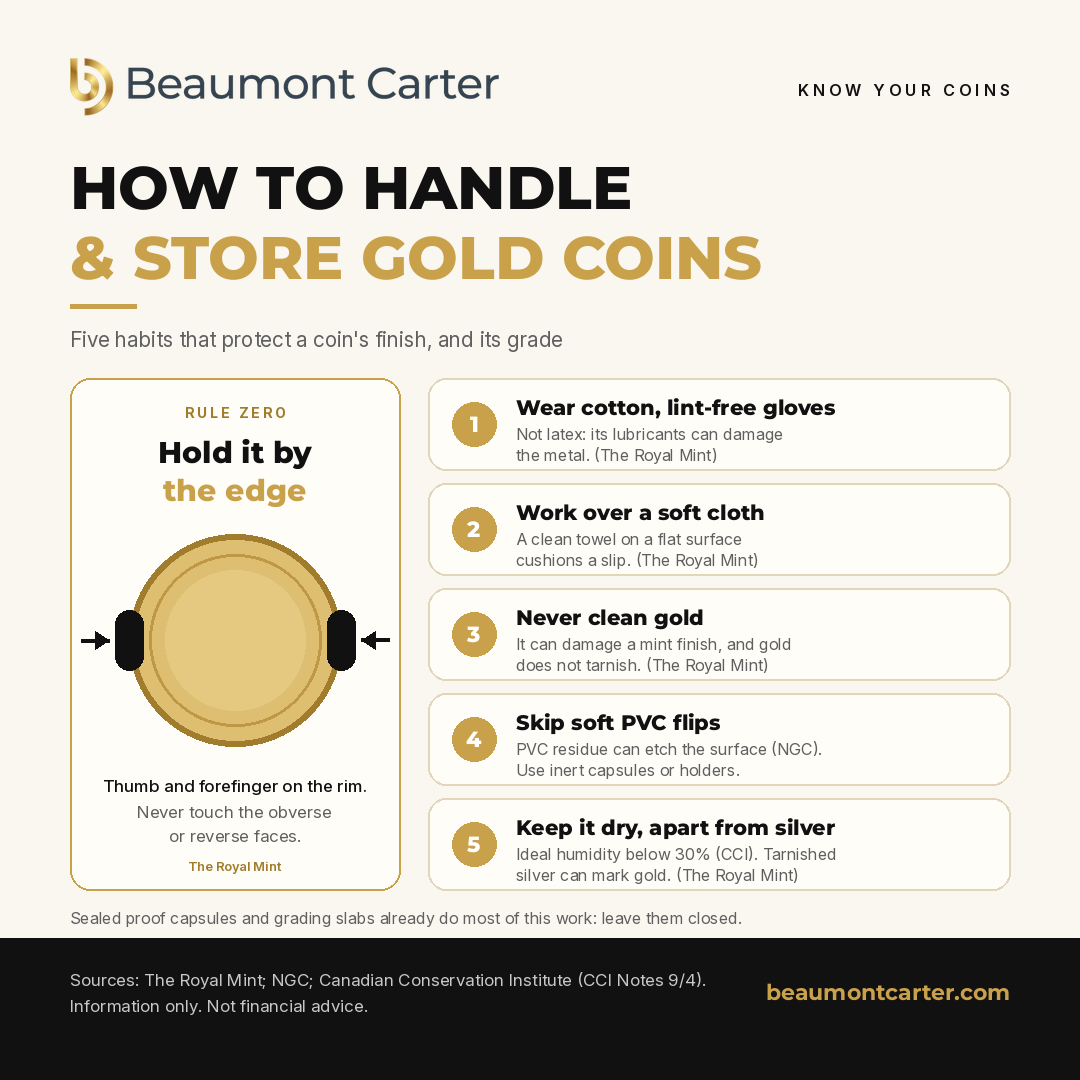 Beaumont Carter
KNOW YOUR COINS
HOW TO HANDLE
& STORE GOLD COINS
Five habits that protect a coin's finish, and its grade
RULE ZERO
Hold it by
the edge
Thumb and forefinger on the rim.
Never touch the obverse
or reverse faces.
The Royal Mint
1
Wear cotton, lint-free gloves
Not latex: its lubricants can damage
the metal. (The Royal Mint)
2
Work over a soft cloth
A clean towel on a flat surface
cushions a slip. (The Royal Mint)
3
Never clean gold
It can damage a mint finish, and gold
does not tarnish. (The Royal Mint)
4
Skip soft PVC flips
PVC residue can etch the surface (NGC).
Use inert capsules or holders.
5
Keep it dry, apart from silver
Ideal humidity below 30% (CCI). Tarnished
silver can mark gold. (The Royal Mint)
Sealed proof capsules and grading slabs already do most of this work: leave them closed.
Sources: The Royal Mint; NGC; Canadian Conservation Institute (CCI Notes 9/4).
Information only. Not financial advice.
beaumontcarter.com